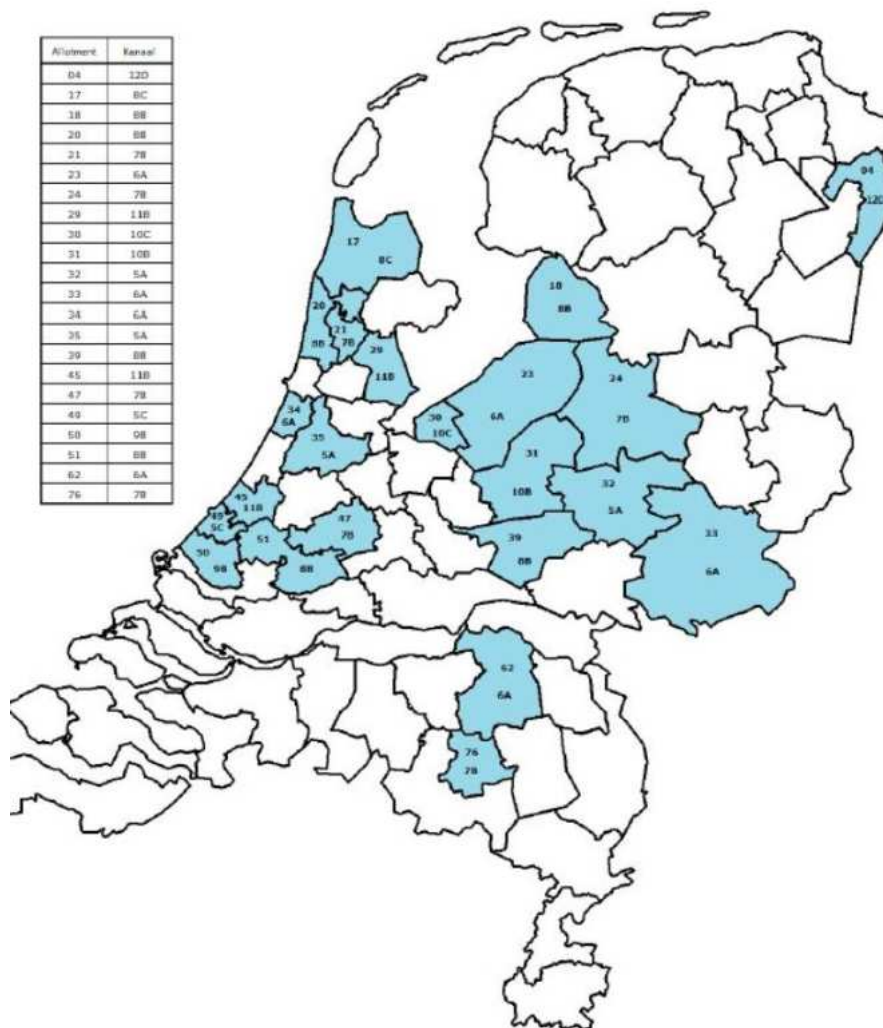 Allotment Kanaal
04 12D
17 8C
18 8B
20 8B
21 7B
23 6A
24 7B
29 11B
30 10C
31 10B
32 5A
33 6A
34 6A
35 5A
39 8B
45 11B
47 7B
49 5C
50 9B
51 8B
62 6A
76 7B
04
12D
17
8C
18
8B
20
8B
21
7B
29
11B
23
6A
24
7B
30
10C
34
6A
35
5A
31
10B
32
5A
33
6A
45
11B
49
5C
51
47
7B
50
9B
8B
39
8B
62
6A
76
7B